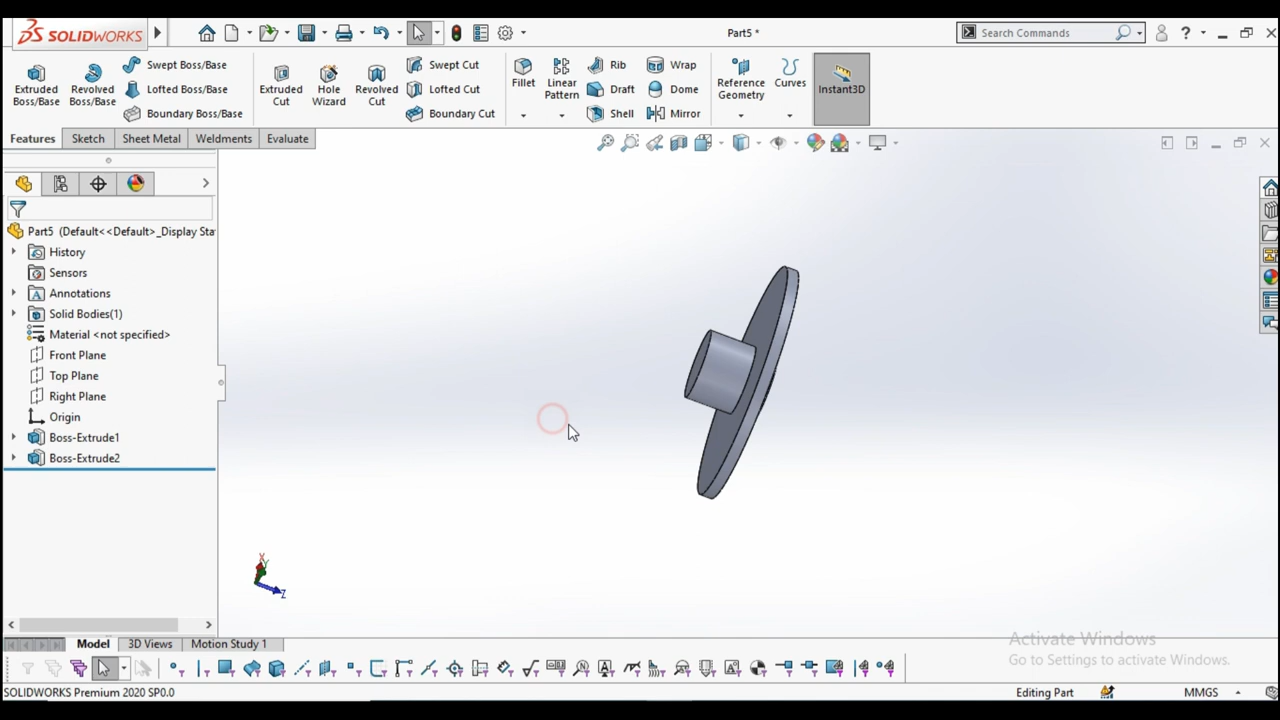 SOLIDWORKS
Part5 *
Search Commands
Extruded Boss/Base
Revolved Boss/Base
Swept Boss/Base
Lofted Boss/Base
Boundary Boss/Base
Extruded Cut
Hole Wizard
Revolved Cut
Swept Cut
Lofted Cut
Boundary Cut
Fillet
Linear Pattern
Rib
Draft
Shell
Wrap
Dome
Mirror
Reference Geometry
Curves
Instant3D
Features
Sketch
Sheet Metal
Weldments
Evaluate
Part5 (Default<<Default>_Display Sta
History
Sensors
Annotations
Solid Bodies(1)
Material <not specified>
Front Plane
Top Plane
Right Plane
Origin
Boss-Extrude1
Boss-Extrude2
X
Y
Z
Activate Windows
Go to Settings to activate Windows.
Model
3D Views
Motion Study 1
SOLIDWORKS Premium 2020 SP0.0
Editing Part
MMGS